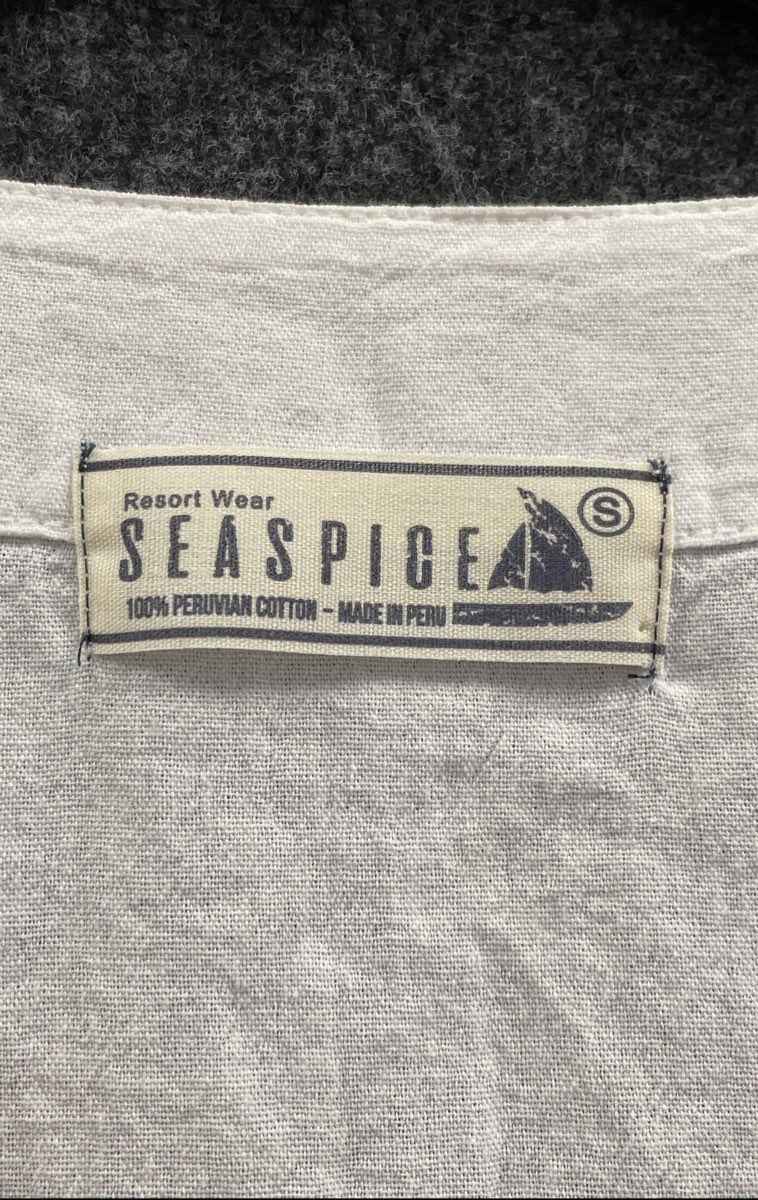 Resort Wear
S
SEASPICE
100% PERUVIAN COTTON - MADE IN PERU